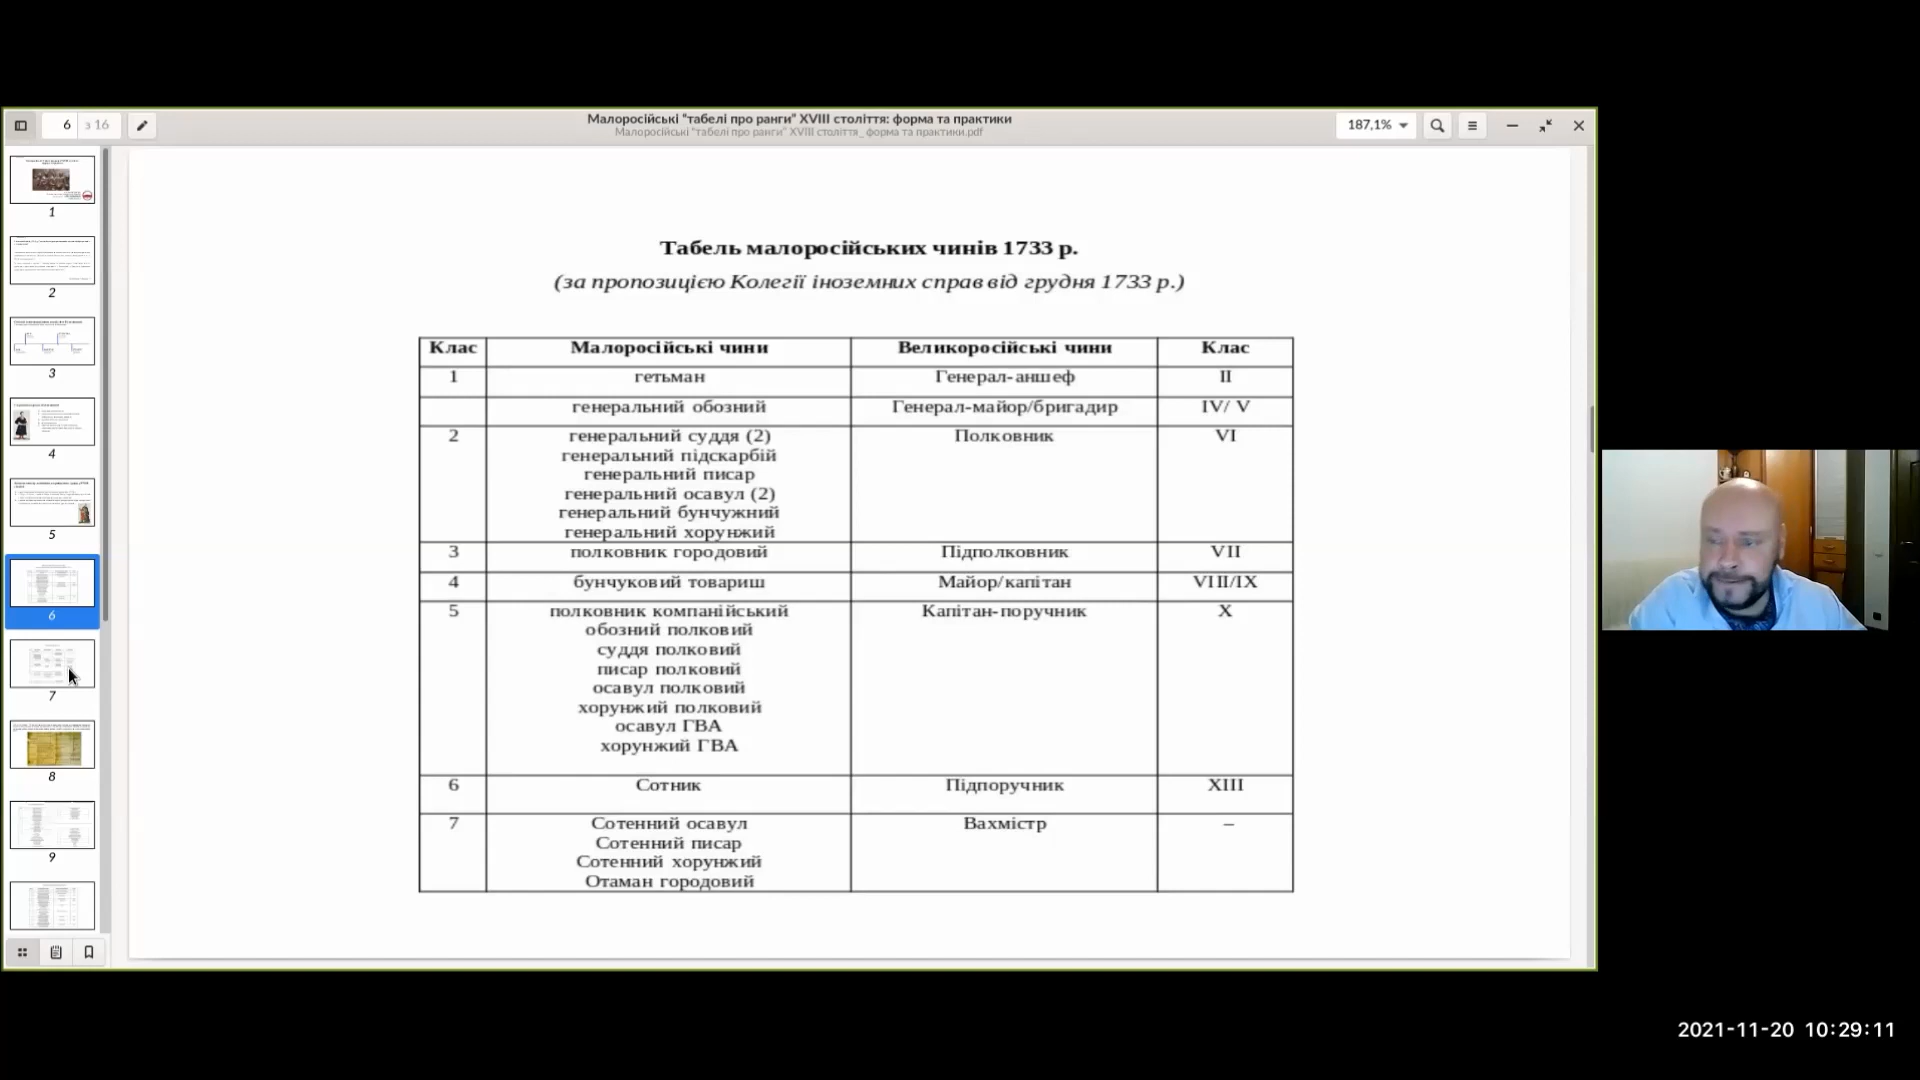 6 з 16
Малоросійські “табелі про ранги” XVIII століття: форма та практики
Малоросійські “табелі про ранги” XVIII століття_ форма та практики.pdf
187,1%
1
2
3
4
5
6
7
8
9
Табель малоросійських чинів 1733 р.
(за пропозицією Колегії іноземних справ від грудня 1733 р.)
Клас Малоросійські чини Великоросійські чини Клас
1 гетьман Генерал-аншеф II
генеральний обозний Генерал-майор/бригадир IV/ V
2 генеральний суддя (2) Полковник VI
генеральний підскарбій
генеральний писар
генеральний осавул (2)
генеральний бунчужний
генеральний хорунжий
3 полковник городовий Підполковник VII
4 бунчуковий товариш Майор/капітан VIII/IX
5 полковник компанійський Капітан-поручник X
обозний полковий
суддя полковий
писар полковий
осавул полковий
хорунжий полковий
осавул ГВА
хорунжий ГВА
6 Сотник Підпоручник XIII
7 Сотенний осавул Вахмістр –
Сотенний писар
Сотенний хорунжий
Отаман городовий
2021-11-20 10:29:11